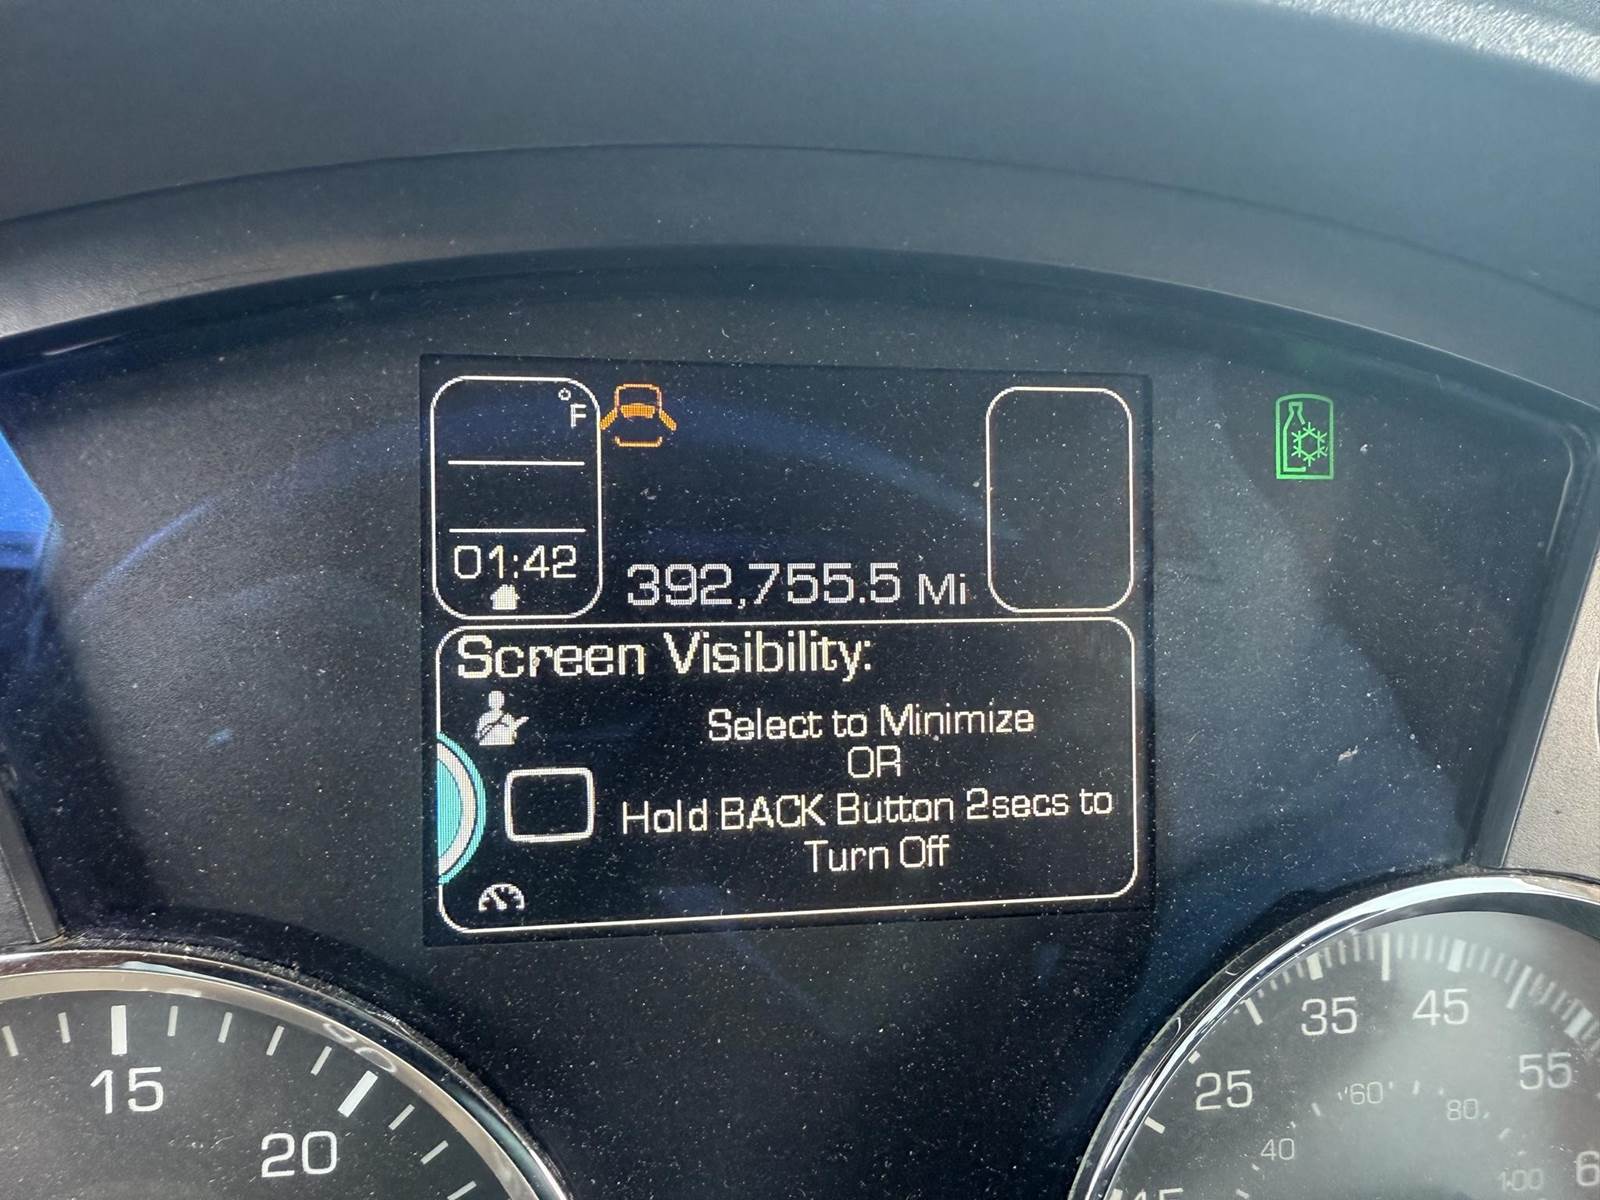 °F
01:42
392,755.5 Mi
Screen Visibility:
Select to Minimize
OR
Hold BACK Button 2secs to
Turn Off
15
20
25
35
45
55
40
60
80
100